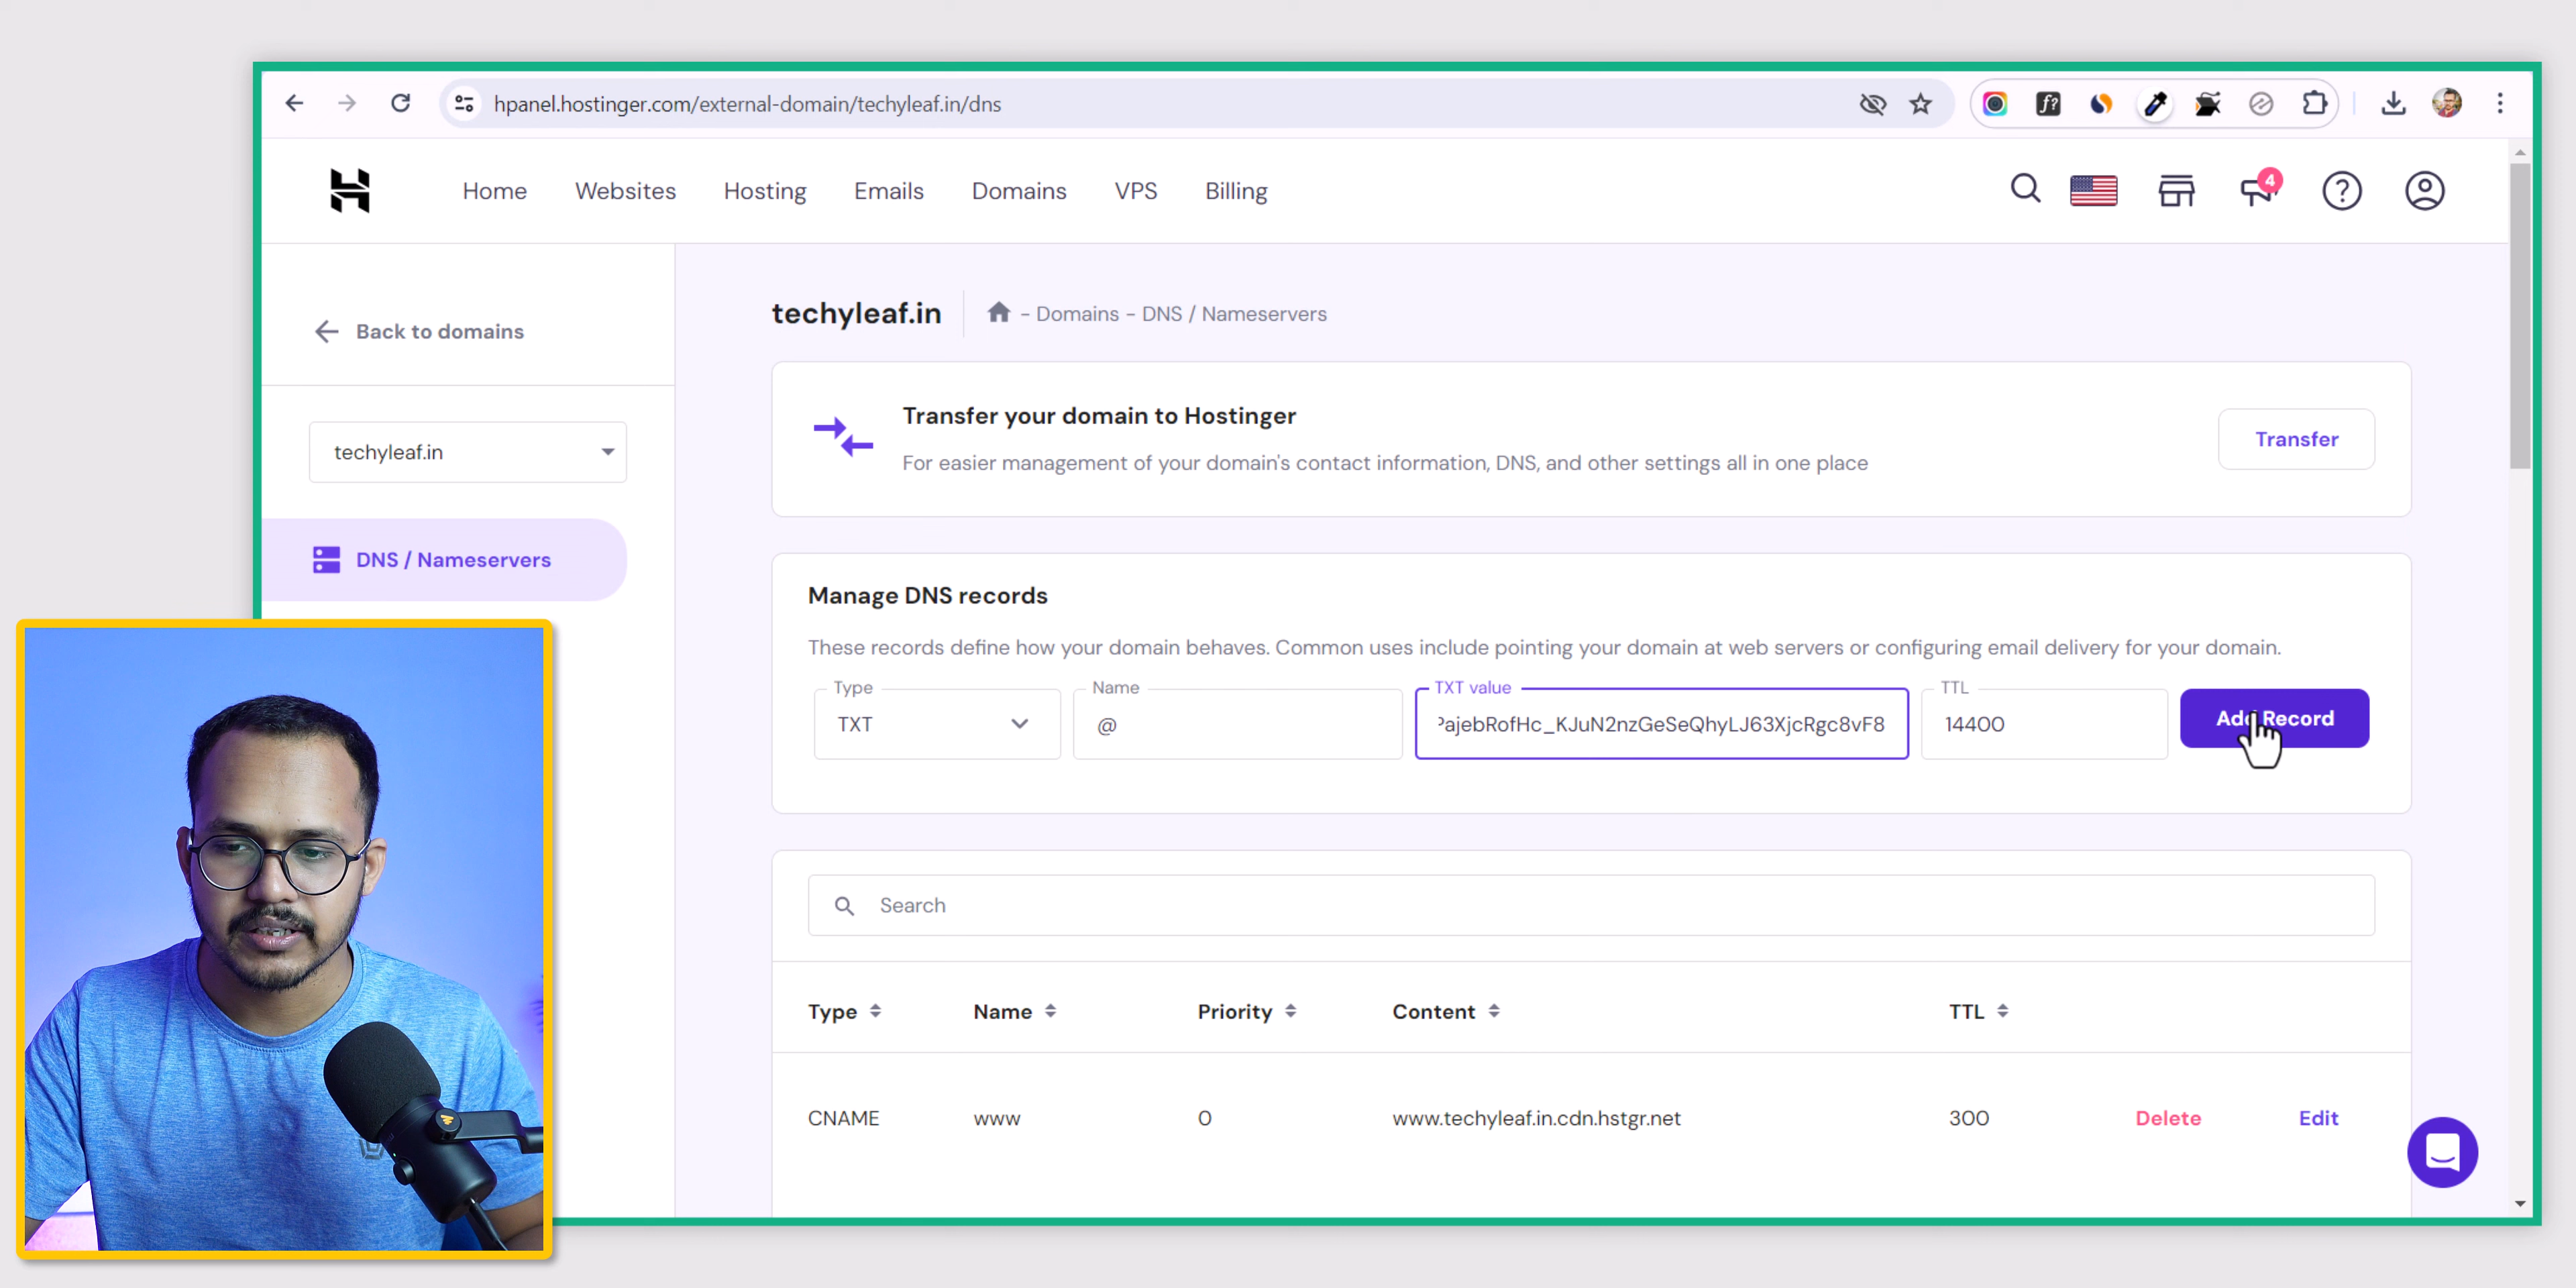 hpanel.hostinger.com/external-domain/techyleaf.in/dns
f?
Home Websites Hosting Emails Domains VPS Billing
4
Back to domains
techyleaf.in
DNS / Nameservers
techyleaf.in - Domains - DNS / Nameservers
Transfer your domain to Hostinger
For easier management of your domain's contact information, DNS, and other settings all in one place
Transfer
Manage DNS records
These records define how your domain behaves. Common uses include pointing your domain at web servers or configuring email delivery for your domain.
Type Name TXT value TTL
TXT @ PajebRofHc_KJuN2nzGeSeQhyLJ63XjcRgc8vF8 14400 Add Record
Search
Type Name Priority Content TTL
CNAME www 0 www.techyleaf.in.cdn.hstgr.net 300 Delete Edit